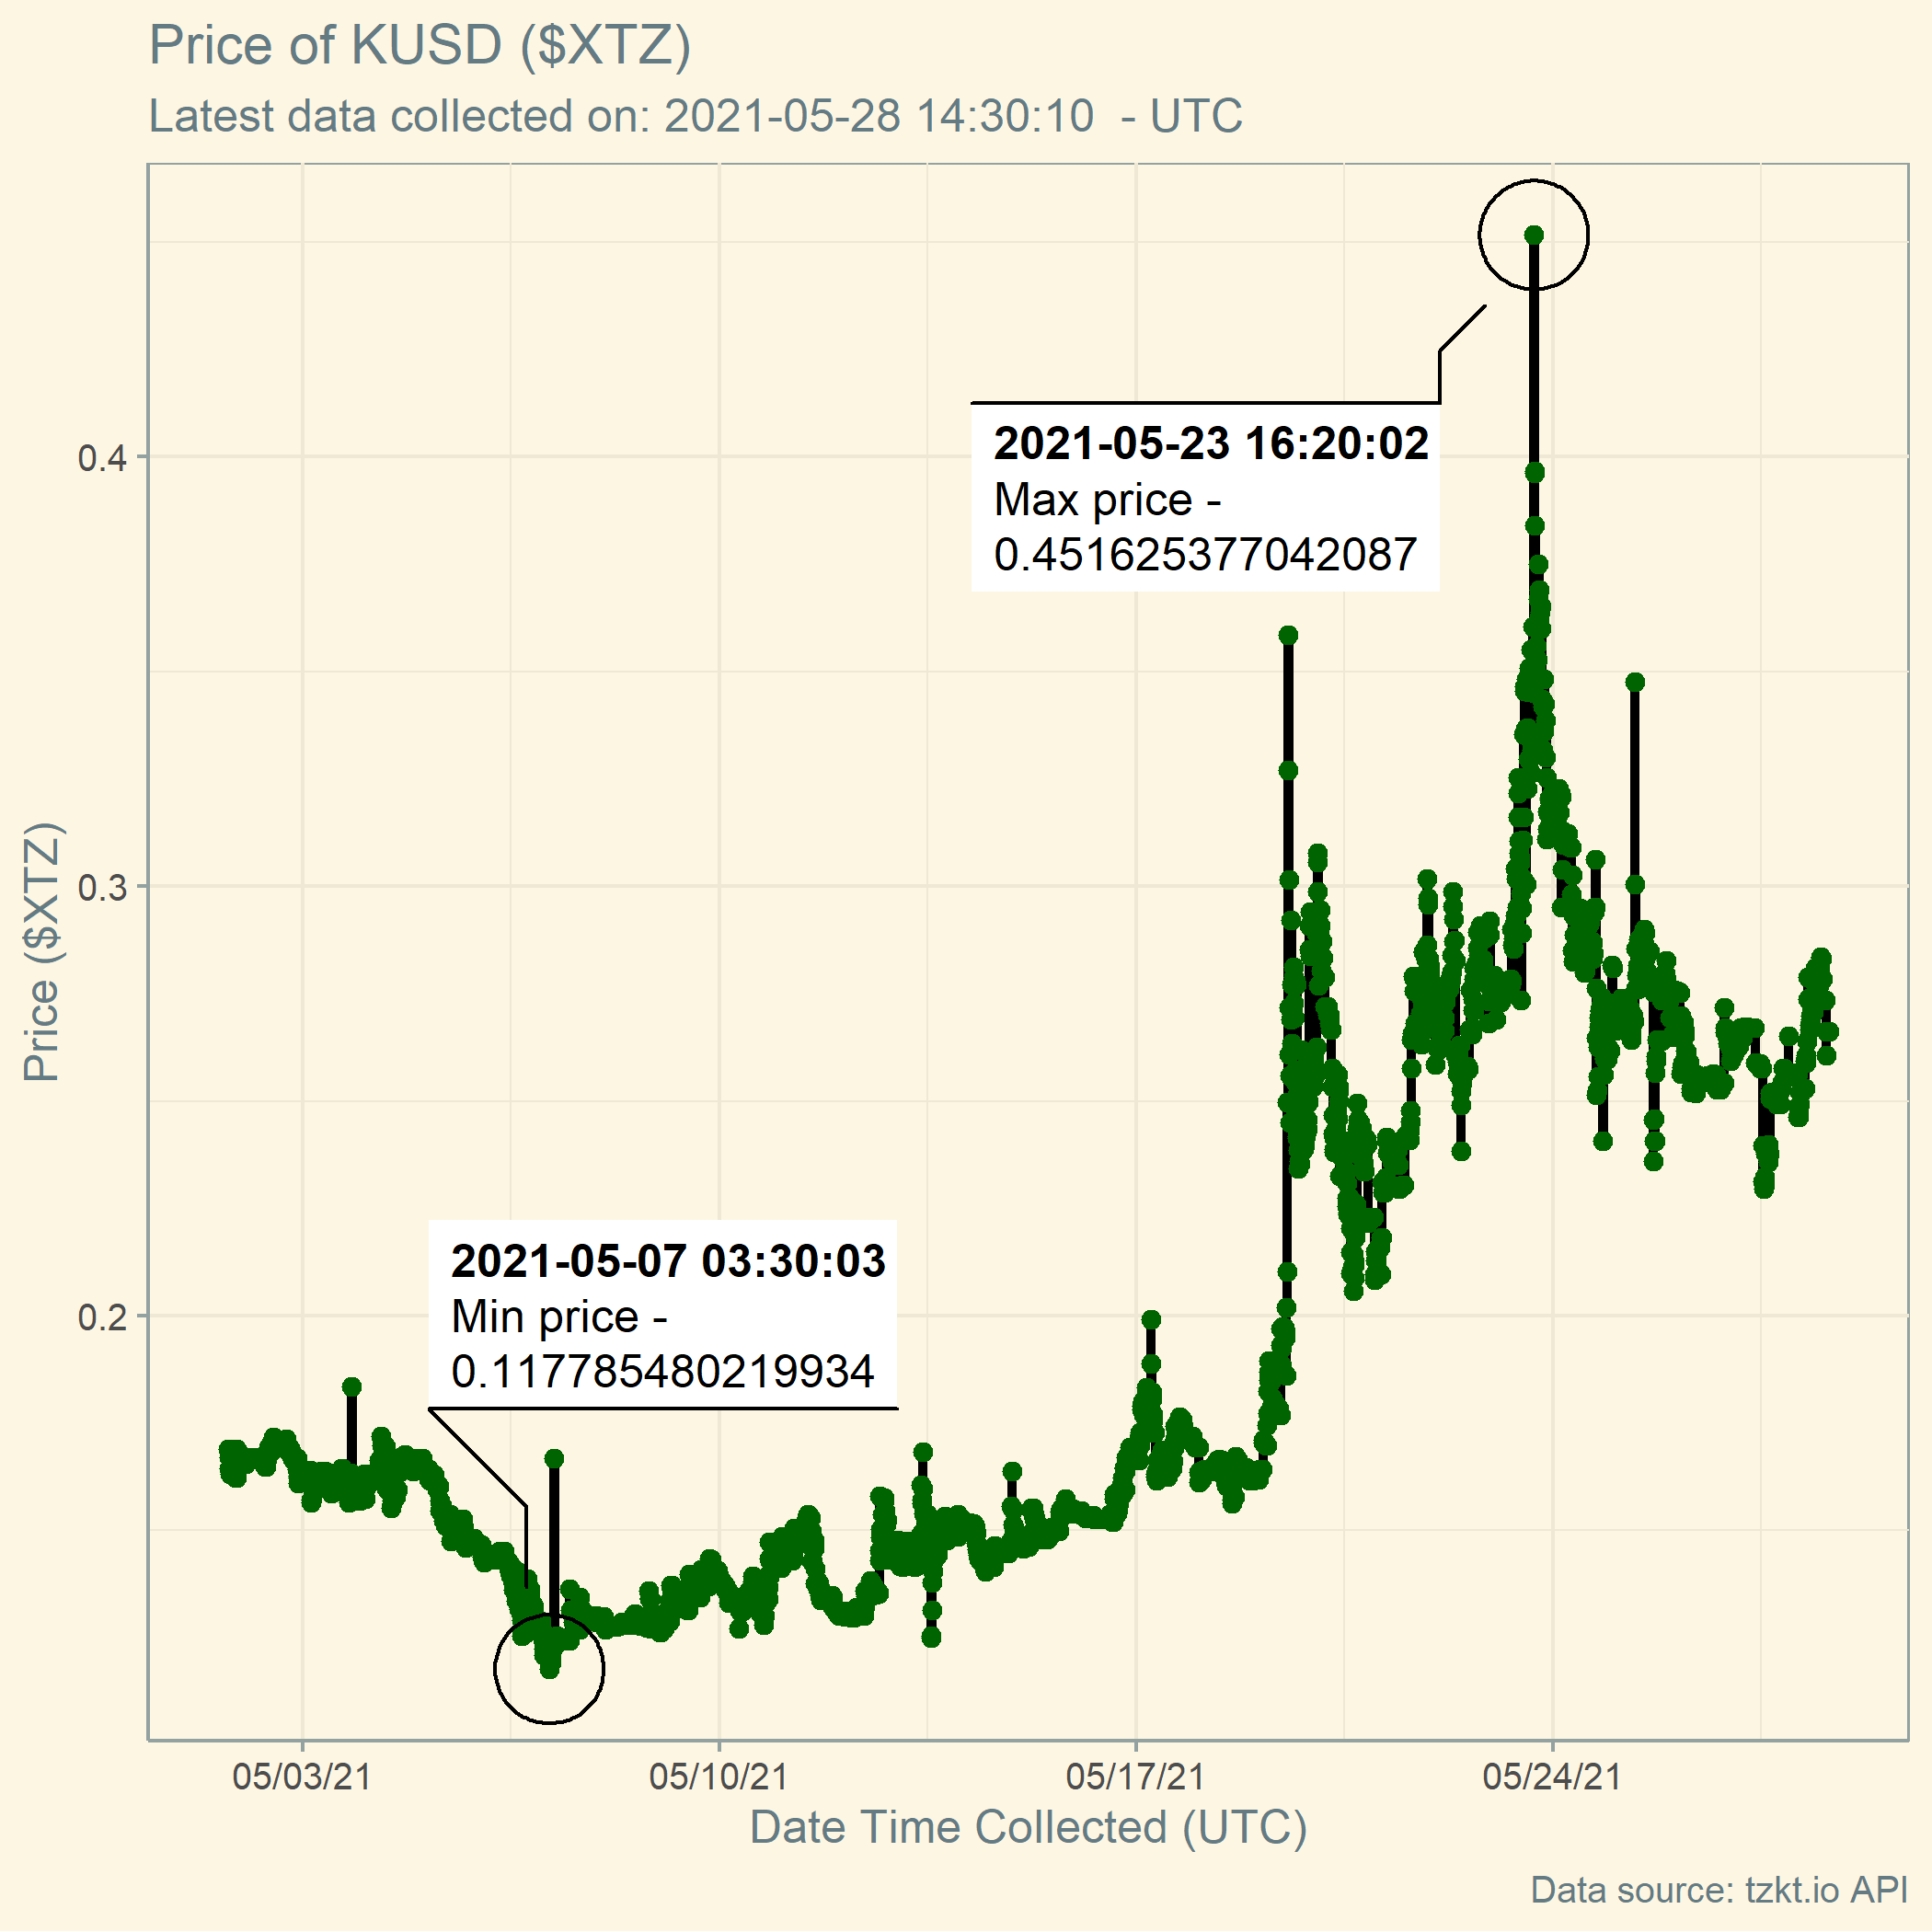 Price of KUSD ($XTZ)
Latest data collected on: 2021-05-28 14:30:10  - UTC
2021-05-23 16:20:02
Max price -
0.451625377042087
2021-05-07 03:30:03
Min price -
0.117785480219934
Price ($XTZ)
0.4
0.3
0.2
05/03/21
05/10/21
05/17/21
05/24/21
Date Time Collected (UTC)
Data source: tzkt.io API